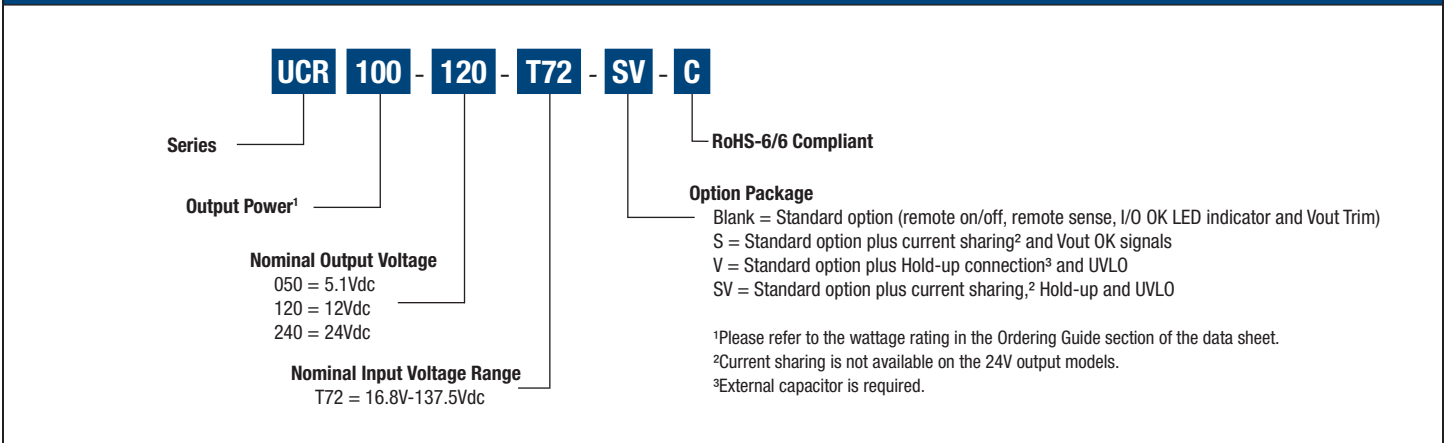 UCR 100 - 120 - T72 - SV - C
Series
RoHS-6/6 Compliant
Output Power¹
Option Package
Blank = Standard option (remote on/off, remote sense, I/O OK LED indicator and Vout Trim)
S = Standard option plus current sharing² and Vout OK signals
V = Standard option plus Hold-up connection³ and UVLO
SV = Standard option plus current sharing,² Hold-up and UVLO
Nominal Output Voltage
050 = 5.1Vdc
120 = 12Vdc
240 = 24Vdc
Nominal Input Voltage Range
T72 = 16.8V-137.5Vdc
¹Please refer to the wattage rating in the Ordering Guide section of the data sheet.
²Current sharing is not available on the 24V output models.
³External capacitor is required.